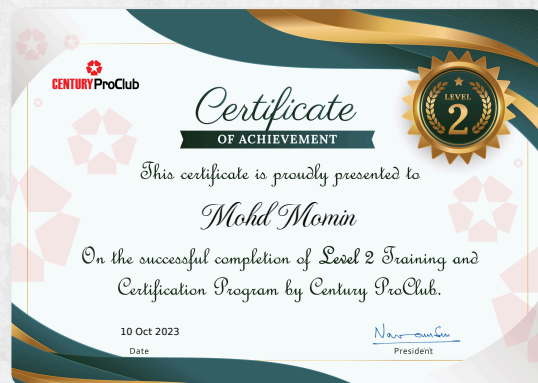 CENTURY ProClub
Certificate
OF ACHIEVEMENT
LEVEL
2
This certificate is proudly presented to
Mohd Momin
On the successful completion of Level 2 Training and
Certification Program by Century ProClub.
10 Oct 2023
Date
President